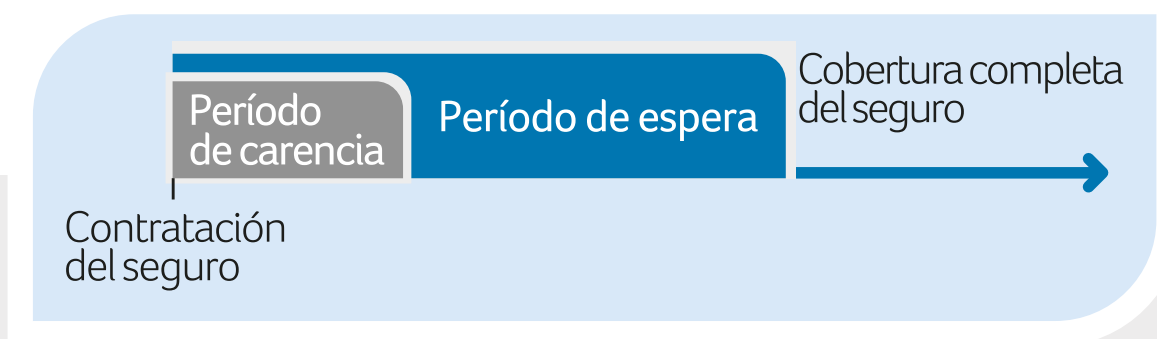 Período
de carencia
Período de espera
Cobertura completa
del seguro
Contratación
del seguro